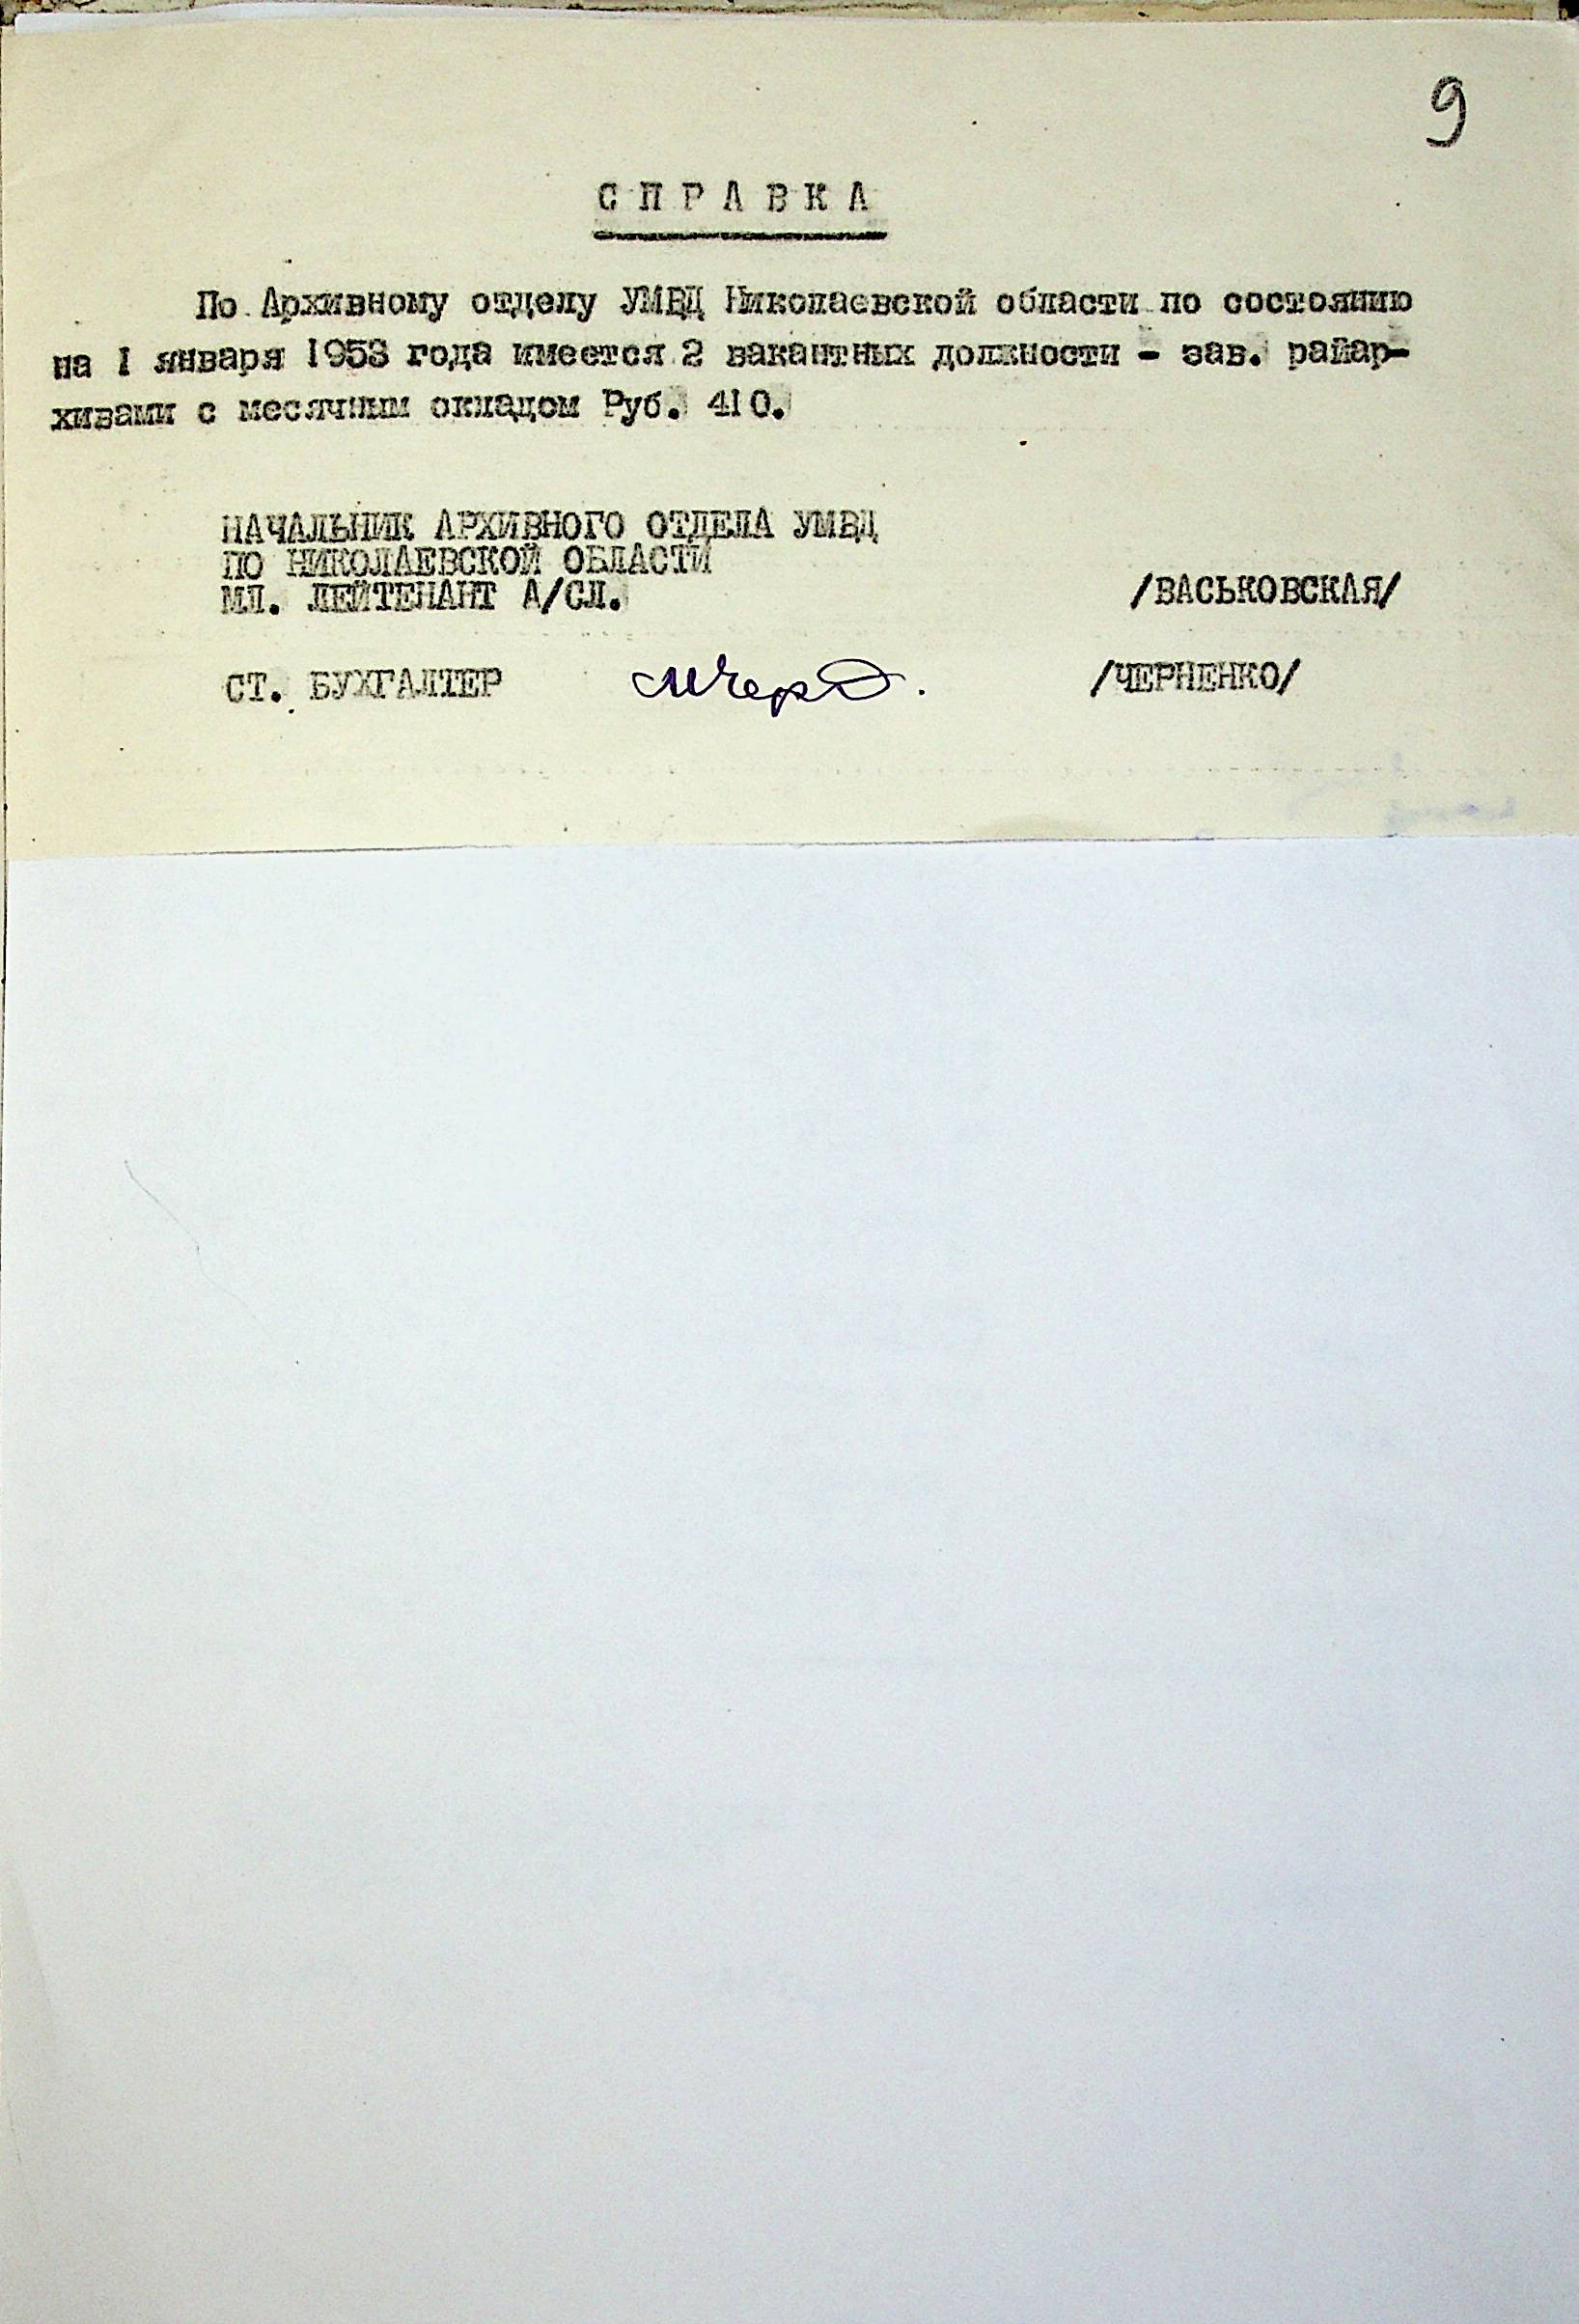 9
С П Р А В К А
По Архивному отделу УМВД Николаевской области по состоянию
на 1 января 1953 года имеется 2 вакантных должности - зав. райар-
хивами с месячным окладом Руб. 410.
НАЧАЛЬНИК АРХИВНОГО ОТДЕЛА УМВД
ПО НИКОЛАЕВСКОЙ ОБЛАСТИ
МЛ. ЛЕЙТЕНАНТ А/СЛ. /ВАСЬКОВСКАЯ/
СТ. БУХГАЛТЕР /ЧЕРНЕНКО/